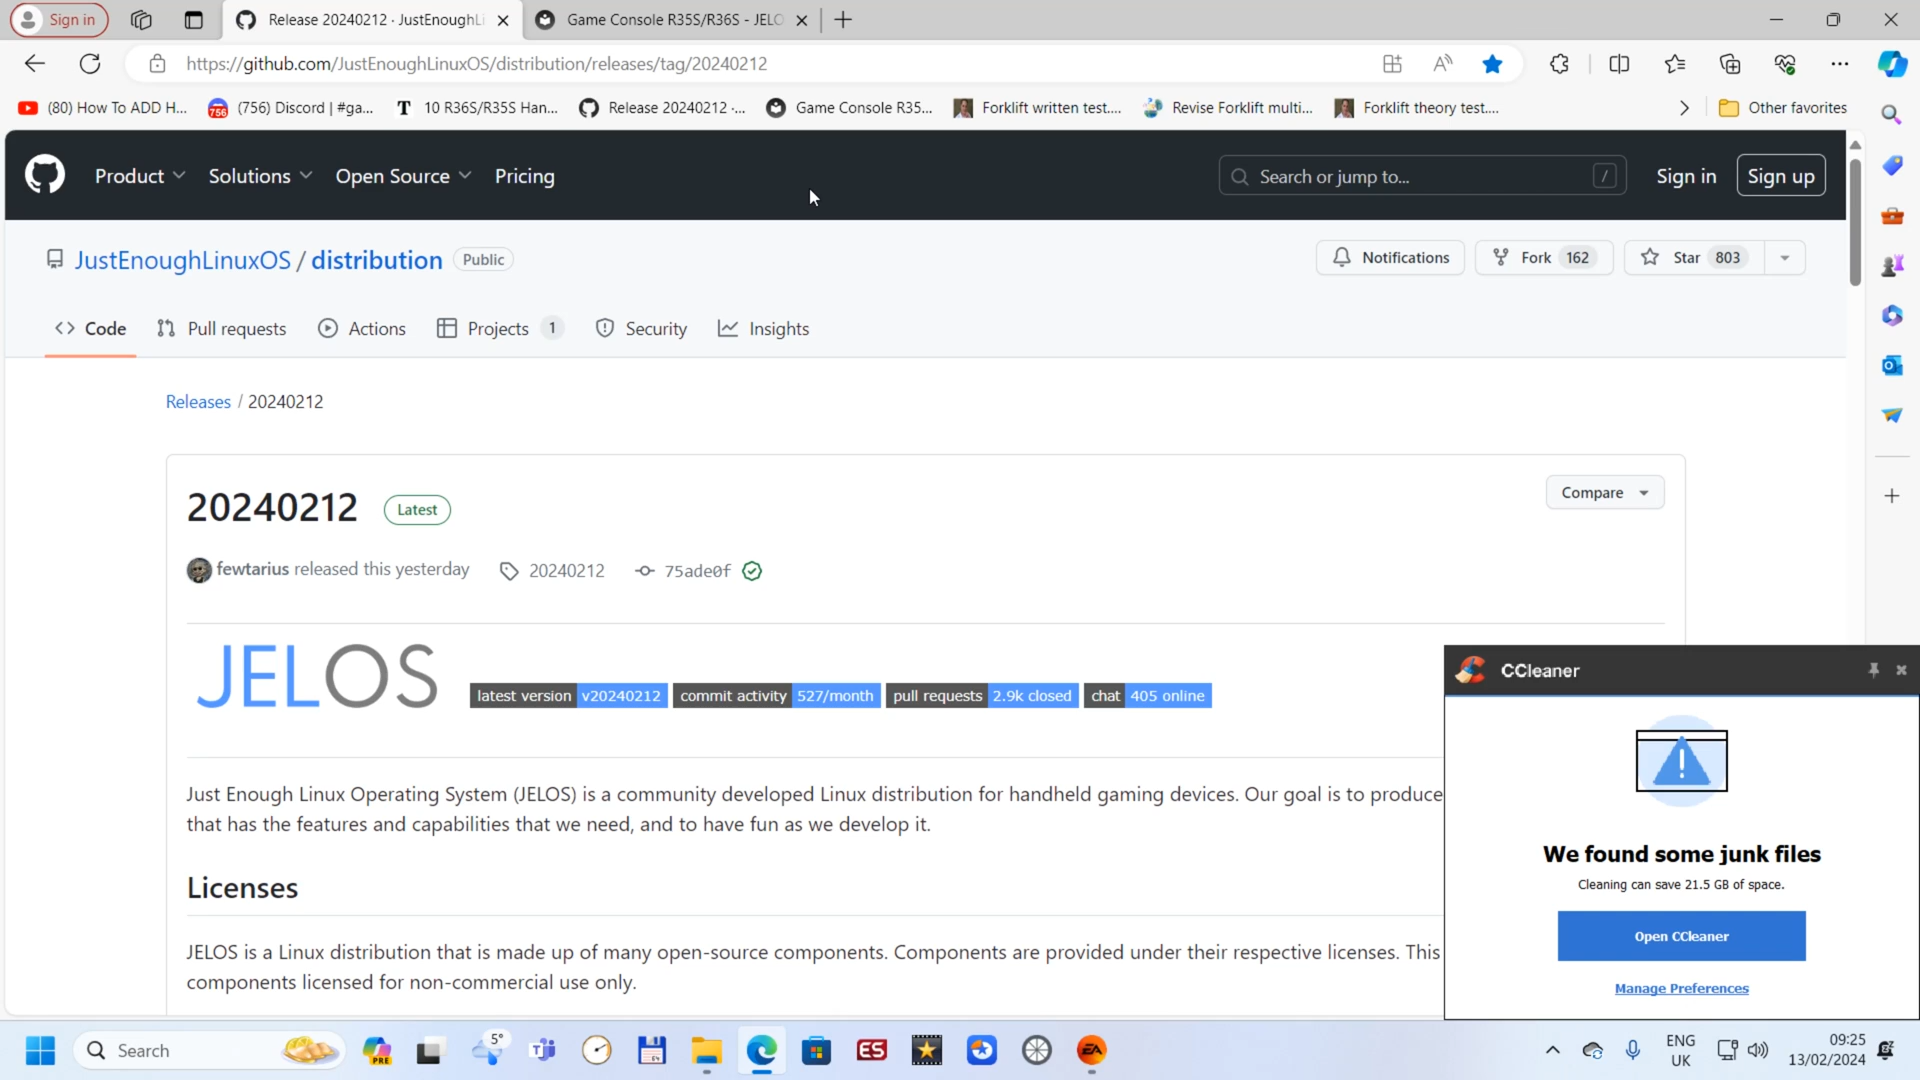 Sign in
Release 20240212 · JustEnoughLi
Game Console R35S/R36S - JELO
https://github.com/JustEnoughLinuxOS/distribution/releases/tag/20240212
(80) How To ADD H...
756
(756) Discord | #ga...
T
10 R36S/R35S Han...
Release 20240212 ·...
Game Console R35...
Forklift written test....
Revise Forklift multi...
Forklift theory test....
Other favorites
Product
Solutions
Open Source
Pricing
Search or jump to...
/
Sign in
Sign up
JustEnoughLinuxOS / distribution
Public
Notifications
Fork 162
Star 803
Code
Pull requests
Actions
Projects 1
Security
Insights
Releases / 20240212
20240212
Latest
Compare
fewtarius released this yesterday
20240212
75ade0f
JELOS
latest version v20240212
commit activity 527/month
pull requests 2.9k closed
chat 405 online
Just Enough Linux Operating System (JELOS) is a community developed Linux distribution for handheld gaming devices. Our goal is to produce
that has the features and capabilities that we need, and to have fun as we develop it.
Licenses
JELOS is a Linux distribution that is made up of many open-source components. Components are provided under their respective licenses. This
components licensed for non-commercial use only.
CCleaner
We found some junk files
Cleaning can save 21.5 GB of space.
Open CCleaner
Manage Preferences
Search
PRE
5°
ES
EA
ENG
UK
09:25
13/02/2024